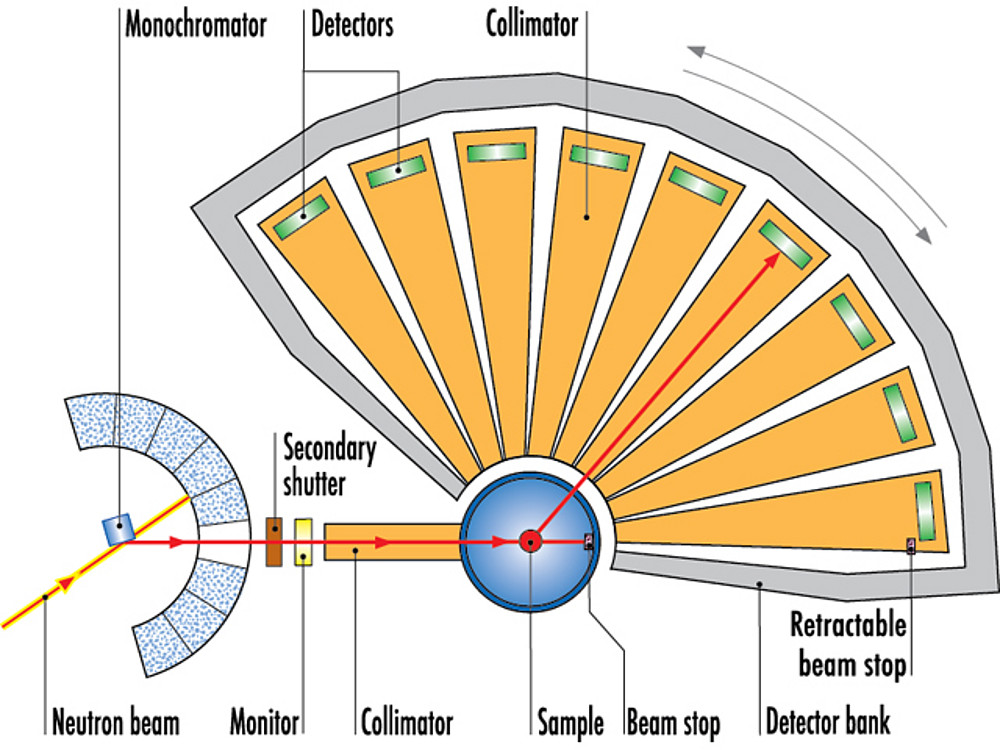 Monochromator
Detectors
Collimator
Secondary
shutter
Retractable
beam stop
Neutron beam
Monitor
Collimator
Sample
Beam stop
Detector bank